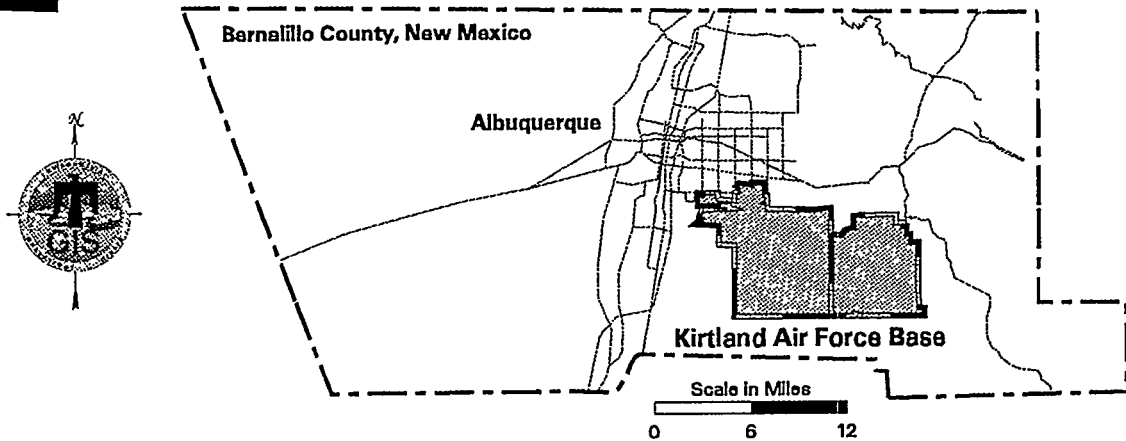 Bernalillo County, New Mexico
N
Albuquerque
GIS
Kirtland Air Force Base
Scale in Miles
0 6 12